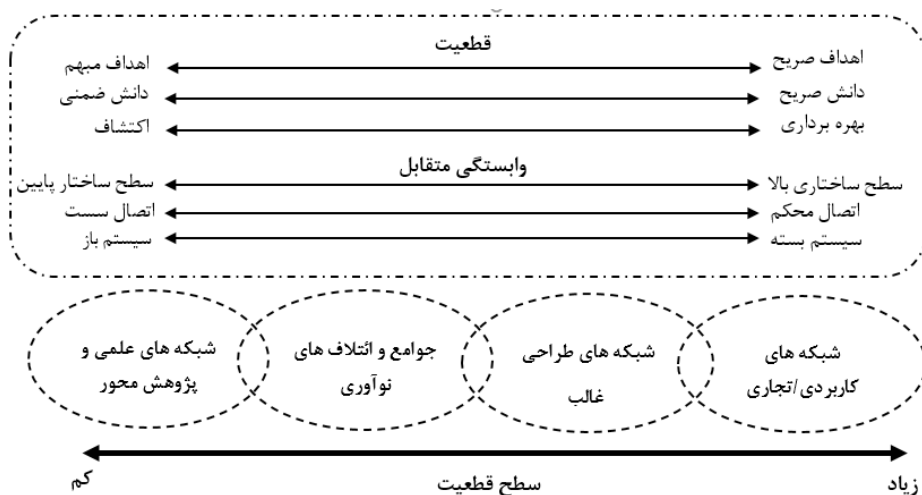 قطعیت
اهداف صریح
اهداف مبهم
دانش صریح
دانش ضمنی
بهره برداری
اکتشاف
وابستگی متقابل
سطح ساختاری بالا
سطح ساختار پایین
اتصال محکم
اتصال سست
سیستم بسته
سیستم باز
شبکه های
کاربردی/تجاری
شبکه های طراحی
غالب
جوامع و ائتلاف های
نوآوری
شبکه های علمی و
پژوهش محور
زیاد
سطح قطعیت
کم